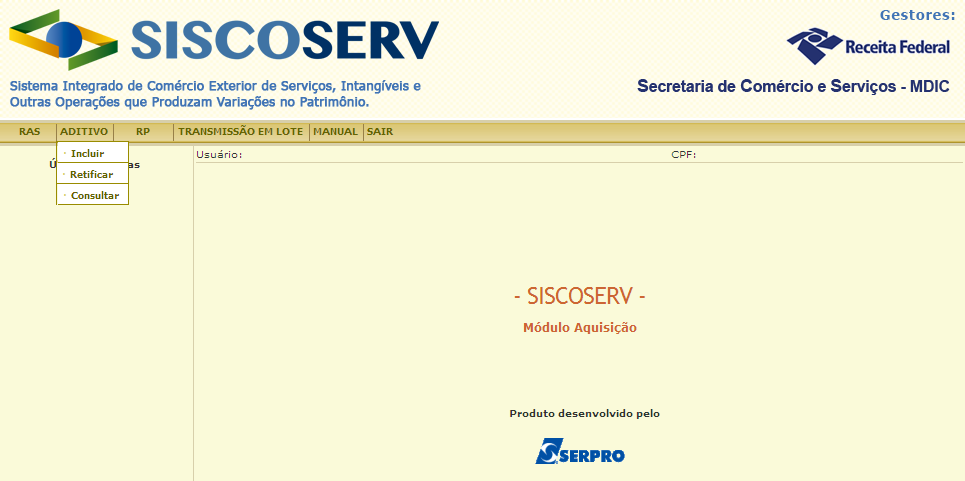 Gestores:
SISCOSERV
Receita Federal
Sistema Integrado de Comércio Exterior de Serviços, Intangíveis e
Outras Operações que Produzam Variações no Patrimônio.
Secretaria de Comércio e Serviços - MDIC
RAS ADITIVO RP TRANSMISSÃO EM LOTE MANUAL SAIR
· Incluir
· Retificar
· Consultar
Usuário: CPF:
- SISCOSERV -
Módulo Aquisição
Produto desenvolvido pelo
SERPRO